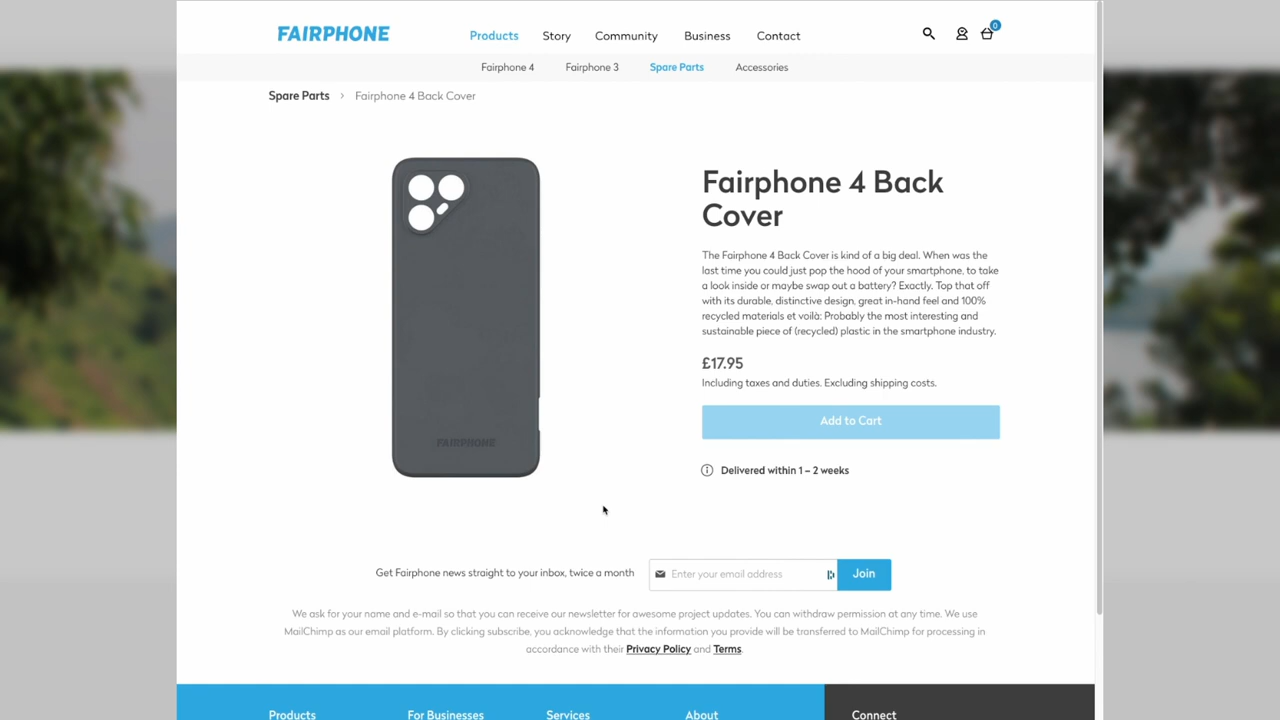 FAIRPHONE
Products Story Community Business Contact
0
Fairphone 4 Fairphone 3 Spare Parts Accessories
Spare Parts › Fairphone 4 Back Cover
FAIRPHONE
Fairphone 4 Back
Cover
The Fairphone 4 Back Cover is kind of a big deal. When was the
last time you could just pop the hood of your smartphone, to take
a look inside or maybe swap out a battery? Exactly. Top that off
with its durable, distinctive design, great in-hand feel and 100%
recycled materials et voilà: Probably the most interesting and
sustainable piece of (recycled) plastic in the smartphone industry.
£17.95
Including taxes and duties. Excluding shipping costs.
Add to Cart
Delivered within 1 – 2 weeks
Get Fairphone news straight to your inbox, twice a month
Enter your email address
Join
We ask for your name and e-mail so that you can receive our newsletter for awesome project updates. You can withdraw permission at any time. We use
MailChimp as our email platform. By clicking subscribe, you acknowledge that the information you provide will be transferred to MailChimp for processing in
accordance with their Privacy Policy and Terms.
Products For Businesses Services About Connect